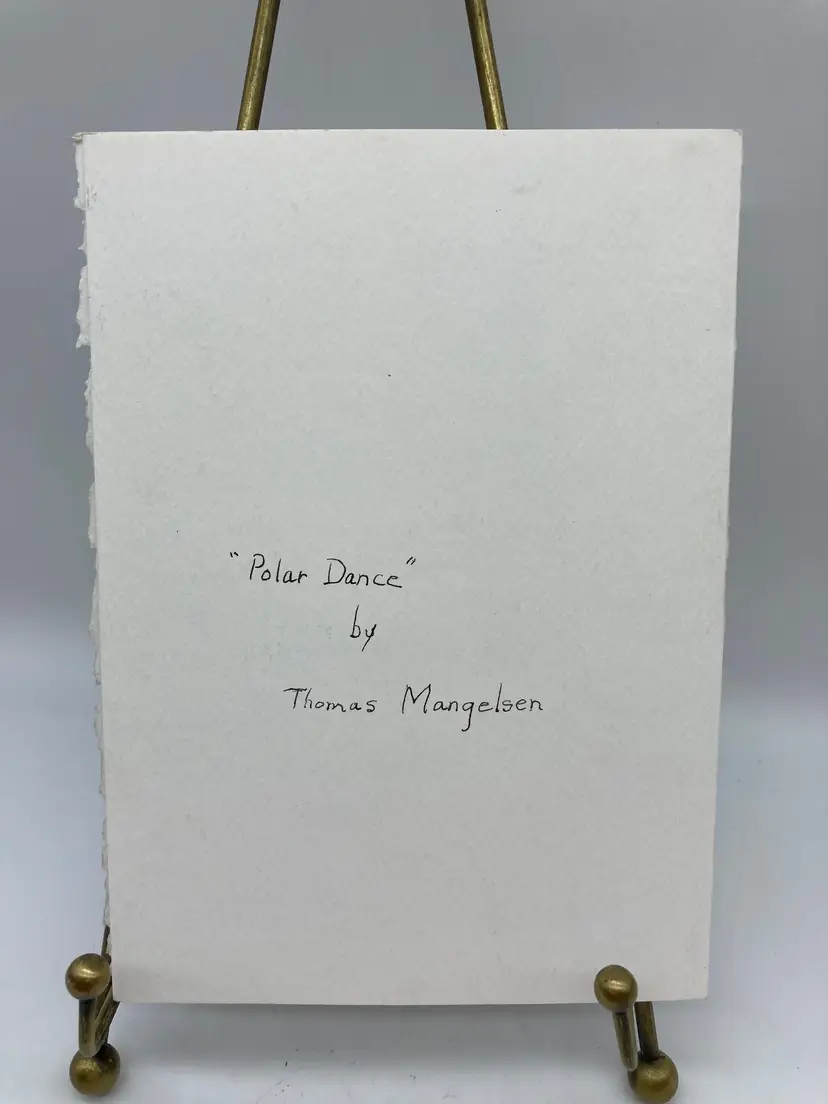 "Polar Dance"
by
Thomas Mangelsen